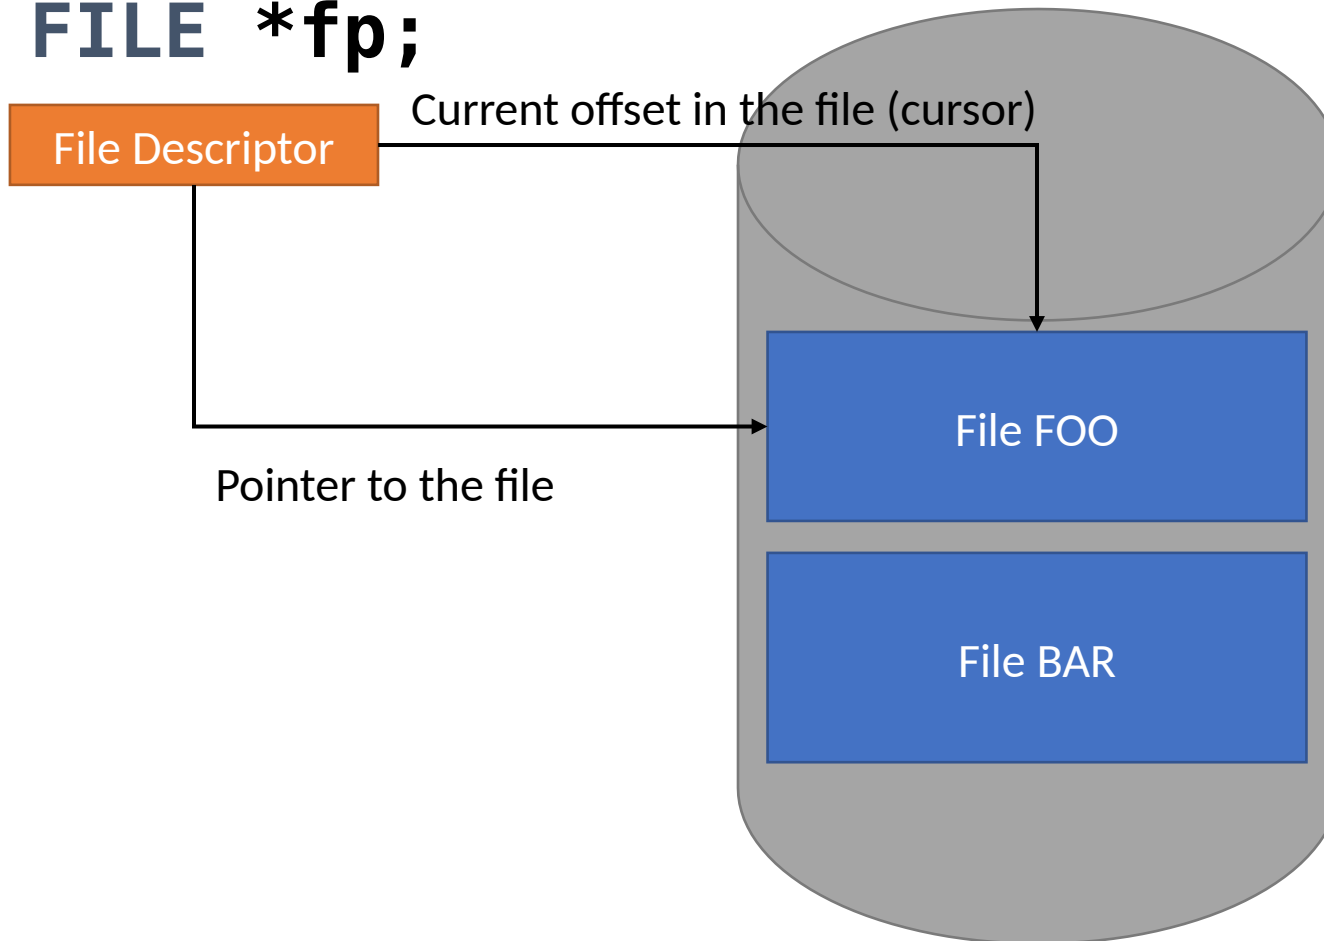 FILE *fp;
Current offset in the file (cursor)
File Descriptor
File FOO
Pointer to the file
File BAR